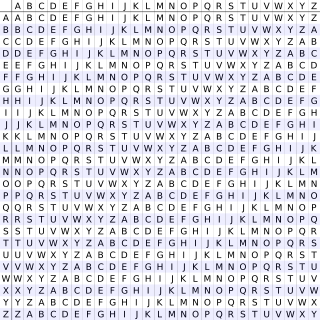 A B C D E F G H I J K L M N O P Q R S T U V W X Y Z
A A B C D E F G H I J K L M N O P Q R S T U V W X Y Z
B B C D E F G H I J K L M N O P Q R S T U V W X Y Z A
C C D E F G H I J K L M N O P Q R S T U V W X Y Z A B
D D E F G H I J K L M N O P Q R S T U V W X Y Z A B C
E E F G H I J K L M N O P Q R S T U V W X Y Z A B C D
F F G H I J K L M N O P Q R S T U V W X Y Z A B C D E
G G H I J K L M N O P Q R S T U V W X Y Z A B C D E F
H H I J K L M N O P Q R S T U V W X Y Z A B C D E F G
I I J K L M N O P Q R S T U V W X Y Z A B C D E F G H
J J K L M N O P Q R S T U V W X Y Z A B C D E F G H I
K K L M N O P Q R S T U V W X Y Z A B C D E F G H I J
L L M N O P Q R S T U V W X Y Z A B C D E F G H I J K
M M N O P Q R S T U V W X Y Z A B C D E F G H I J K L
N N O P Q R S T U V W X Y Z A B C D E F G H I J K L M
O O P Q R S T U V W X Y Z A B C D E F G H I J K L M N
P P Q R S T U V W X Y Z A B C D E F G H I J K L M N O
Q Q R S T U V W X Y Z A B C D E F G H I J K L M N O P
R R S T U V W X Y Z A B C D E F G H I J K L M N O P Q
S S T U V W X Y Z A B C D E F G H I J K L M N O P Q R
T T U V W X Y Z A B C D E F G H I J K L M N O P Q R S
U U V W X Y Z A B C D E F G H I J K L M N O P Q R S T
V V W X Y Z A B C D E F G H I J K L M N O P Q R S T U
W W X Y Z A B C D E F G H I J K L M N O P Q R S T U V
X X Y Z A B C D E F G H I J K L M N O P Q R S T U V W
Y Y Z A B C D E F G H I J K L M N O P Q R S T U V W X
Z Z A B C D E F G H I J K L M N O P Q R S T U V W X Y